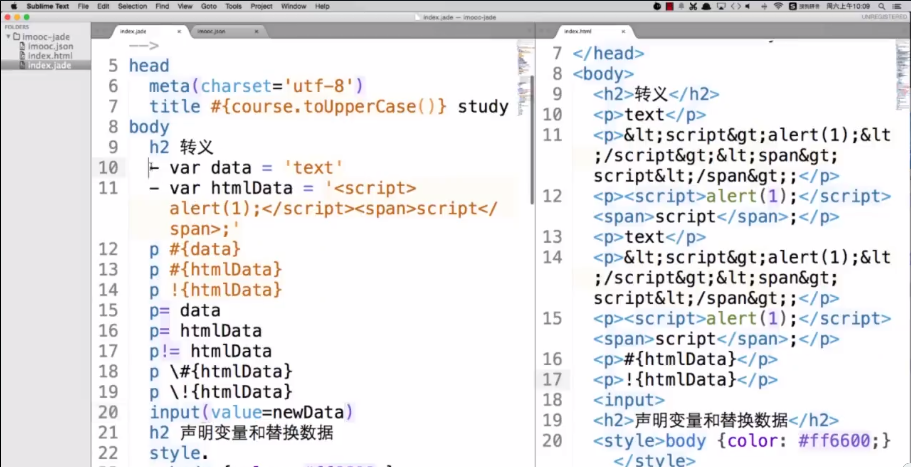 Sublime Text File Edit Selection Find View Goto Tools Project Window Help 周六上午10:09
index.jade — imooc-jade
UNREGISTERED
FOLDERS
imooc-jade
imooc.json
index.html
index.jade
index.jade imooc.json
-->
5 head
6 meta(charset='utf-8')
7 title #{course.toUpperCase()} study
8 body
9 h2 转义
10 - var data = 'text'
11 - var htmlData = '<script>
alert(1);</script><span>script</
span>;'
12 p #{data}
13 p #{htmlData}
14 p !{htmlData}
15 p= data
16 p= htmlData
17 p!= htmlData
18 p \#{htmlData}
19 p \!{htmlData}
20 input(value=newData)
21 h2 声明变量和替换数据
22 style.
index.html
7 </head>
8 <body>
9 <h2>转义</h2>
10 <p>text</p>
11 <p>&lt;script&gt;alert(1);&lt
;/script&gt;&lt;span&gt;
script&lt;/span&gt;;</p>
12 <p><script>alert(1);</script>
<span>script</span>;</p>
13 <p>text</p>
14 <p>&lt;script&gt;alert(1);&lt
;/script&gt;&lt;span&gt;
script&lt;/span&gt;;</p>
15 <p><script>alert(1);</script>
<span>script</span>;</p>
16 <p>#{htmlData}</p>
17 <p>!{htmlData}</p>
18 <input>
19 <h2>声明变量和替换数据</h2>
20 <style>body {color: #ff6600;}
</style>